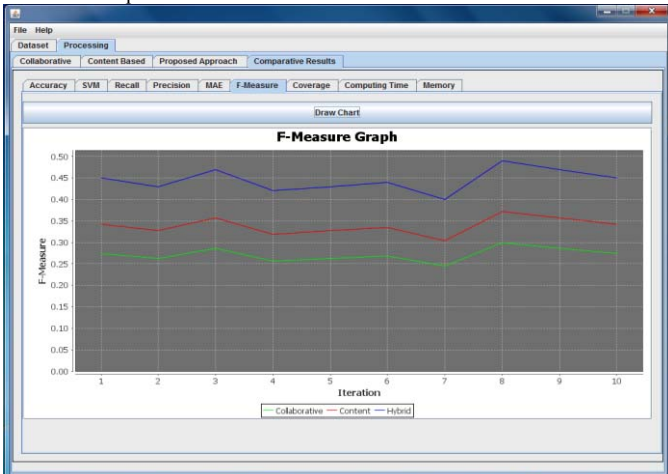 File Help
Dataset Processing
Collaborative Content Based Proposed Approach Comparative Results
Accuracy SVM Recall Precision MAE F-Measure Coverage Computing Time Memory
Draw Chart
F-Measure Graph
0.50
0.45
0.40
0.35
0.30
0.25
0.20
0.15
0.10
0.05
0.00
F-Measure
1 2 3 4 5 6 7 8 9 10
Iteration
Collaborative Content Hybrid